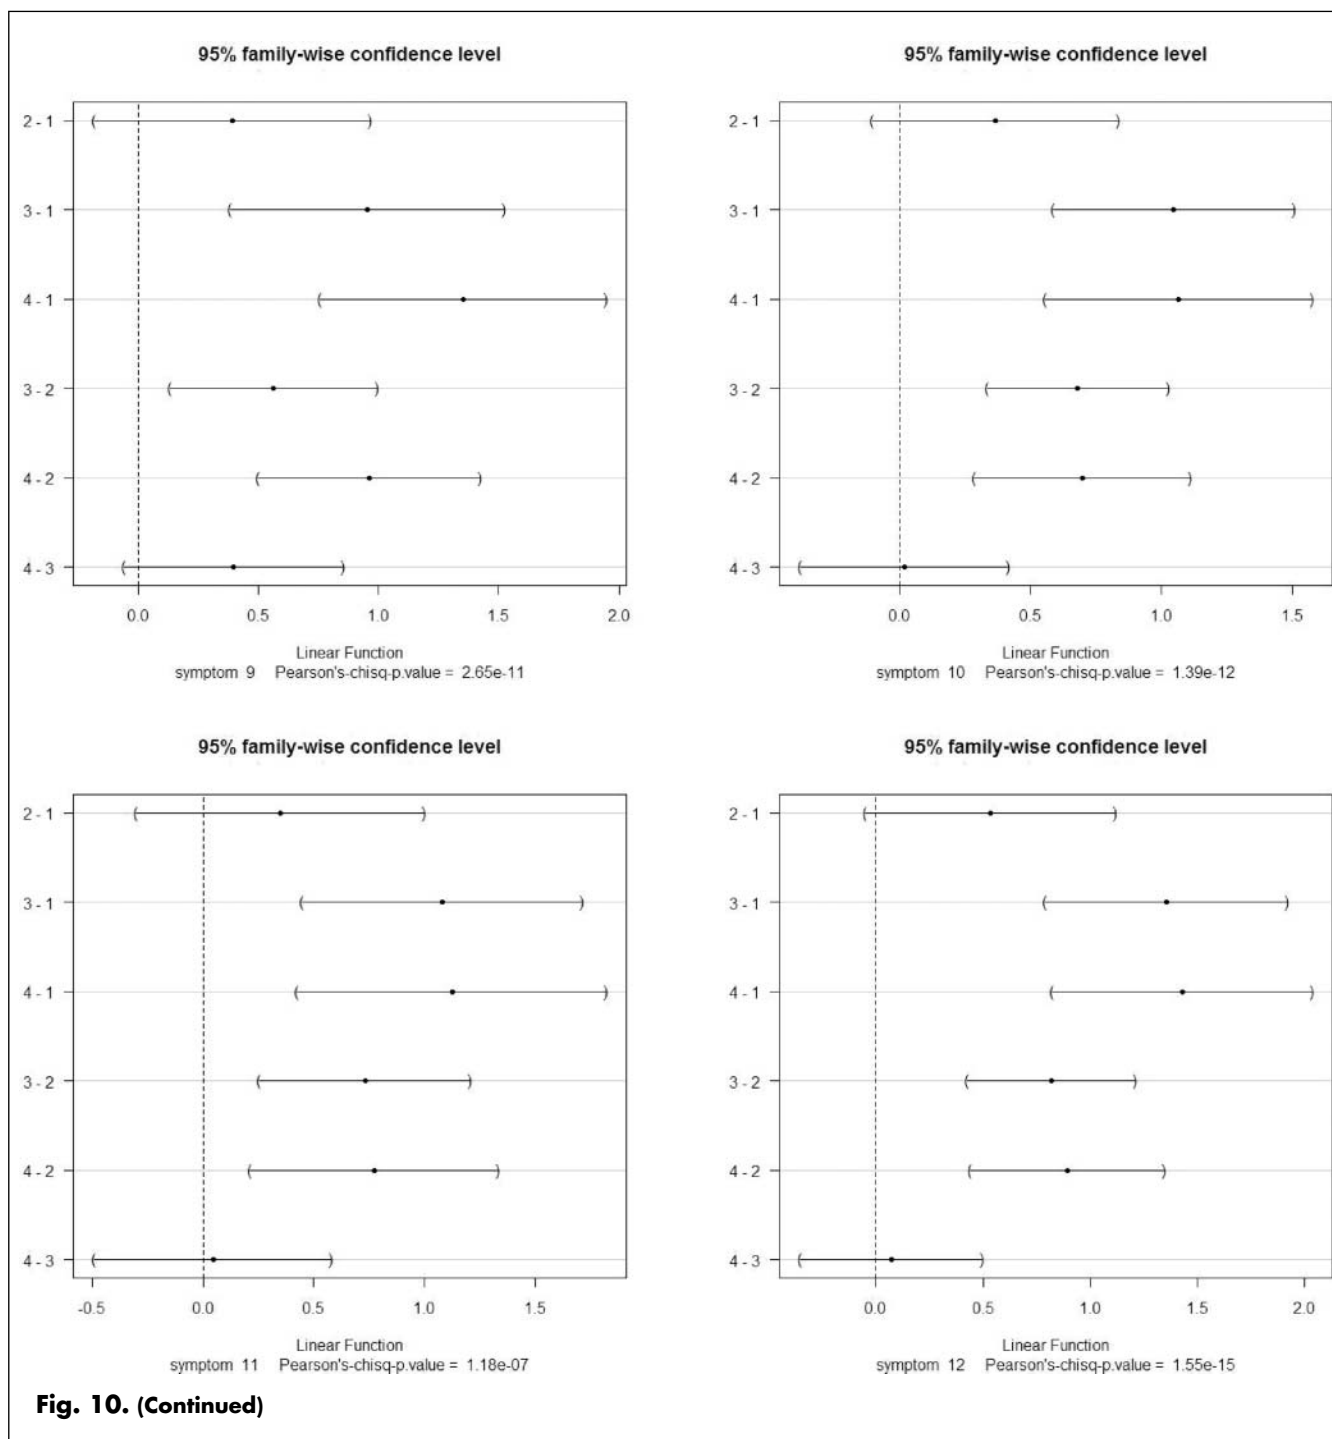 95% family-wise confidence level
95% family-wise confidence level
2 - 1
3 - 1
4 - 1
3 - 2
4 - 2
4 - 3
0.0 0.5 1.0 1.5 2.0
Linear Function
symptom 9 Pearson's-chisq-p.value = 2.65e-11
2 - 1
3 - 1
4 - 1
3 - 2
4 - 2
4 - 3
0.0 0.5 1.0 1.5
Linear Function
symptom 10 Pearson's-chisq-p.value = 1.39e-12
95% family-wise confidence level
95% family-wise confidence level
2 - 1
3 - 1
4 - 1
3 - 2
4 - 2
4 - 3
-0.5 0.0 0.5 1.0 1.5
Linear Function
symptom 11 Pearson's-chisq-p.value = 1.18e-07
2 - 1
3 - 1
4 - 1
3 - 2
4 - 2
4 - 3
0.0 0.5 1.0 1.5 2.0
Linear Function
symptom 12 Pearson's-chisq-p.value = 1.55e-15
Fig. 10. (Continued)